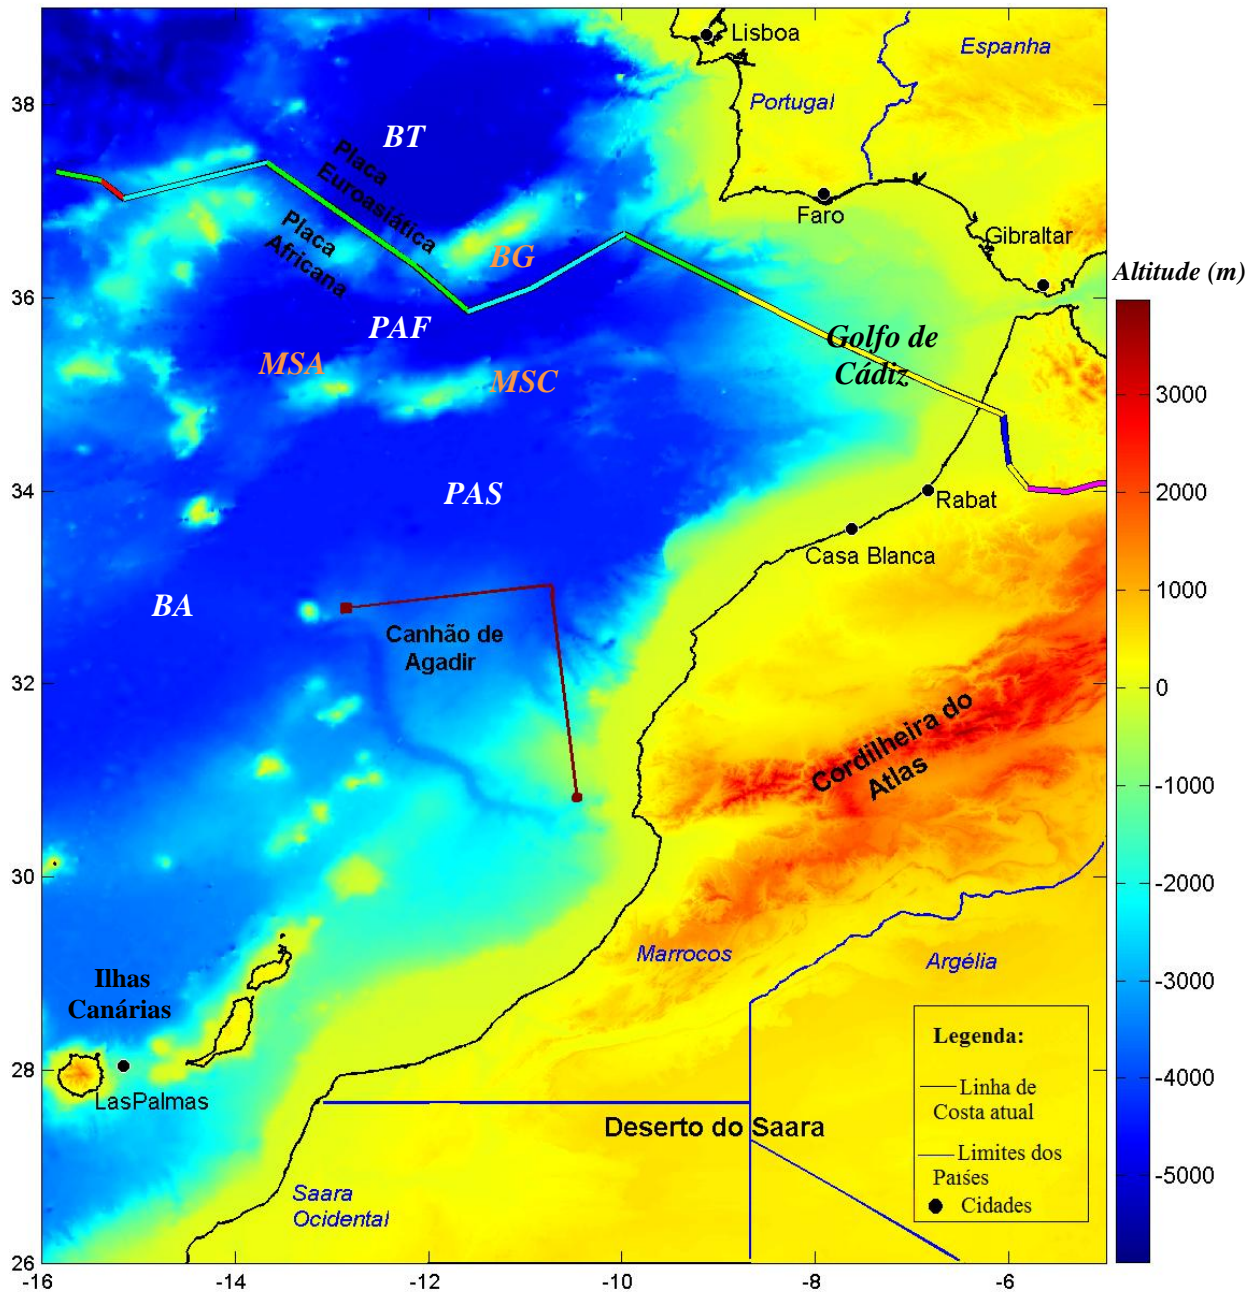 Lisboa
Espanha
38
Portugal
BT
Placa
Euroasiática
Placa
Africana
Faro
BG
Gibraltar
Altitude (m)
36
PAF
Golfo de
Cádiz
MSA
MSC
3000
34
PAS
Rabat
2000
Casa Blanca
1000
BA
Canhão de
Agadir
32
0
Cordilheira do
Atlas
-1000
30
-2000
Marrocos
Argélia
Ilhas
Canárias
-3000
Legenda:
28
LasPalmas
Linha de
Costa atual
-4000
Deserto do Saara
Limites dos
Países
-5000
Saara
Ocidental
Cidades
26
-16
-14
-12
-10
-8
-6